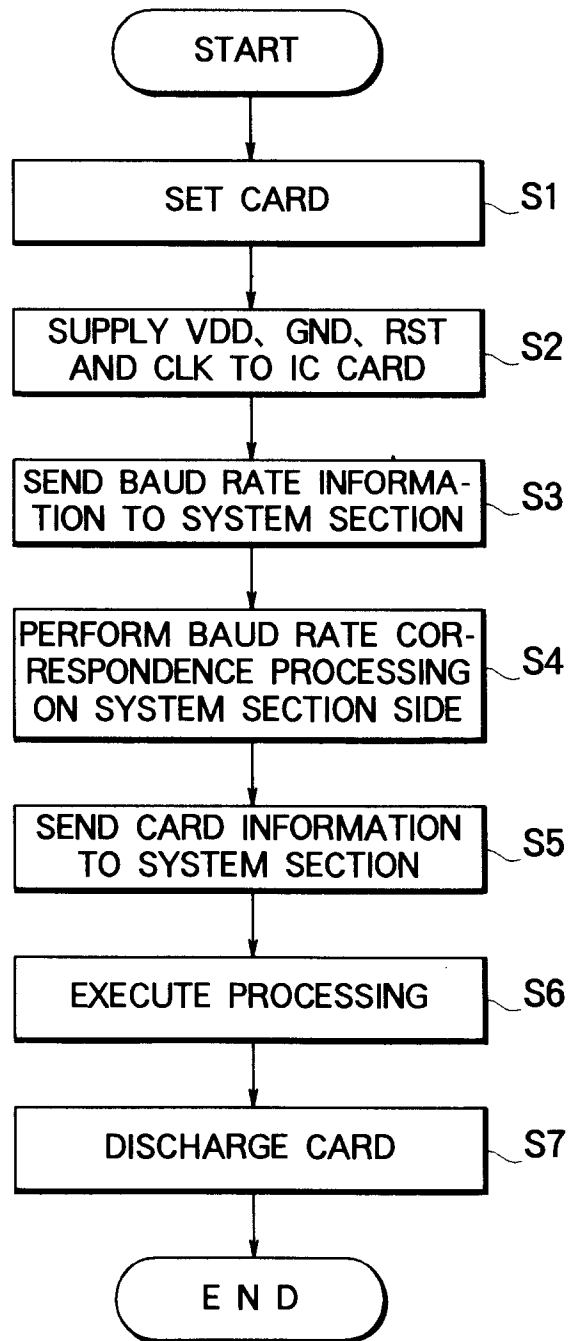 START
SET CARD
S1
SUPPLY VDD、GND、RST
AND CLK TO IC CARD
S2
SEND BAUD RATE INFORMA-
TION TO SYSTEM SECTION
S3
PERFORM BAUD RATE COR-
RESPONDENCE PROCESSING
ON SYSTEM SECTION SIDE
S4
SEND CARD INFORMATION
TO SYSTEM SECTION
S5
EXECUTE PROCESSING
S6
DISCHARGE CARD
S7
E N D